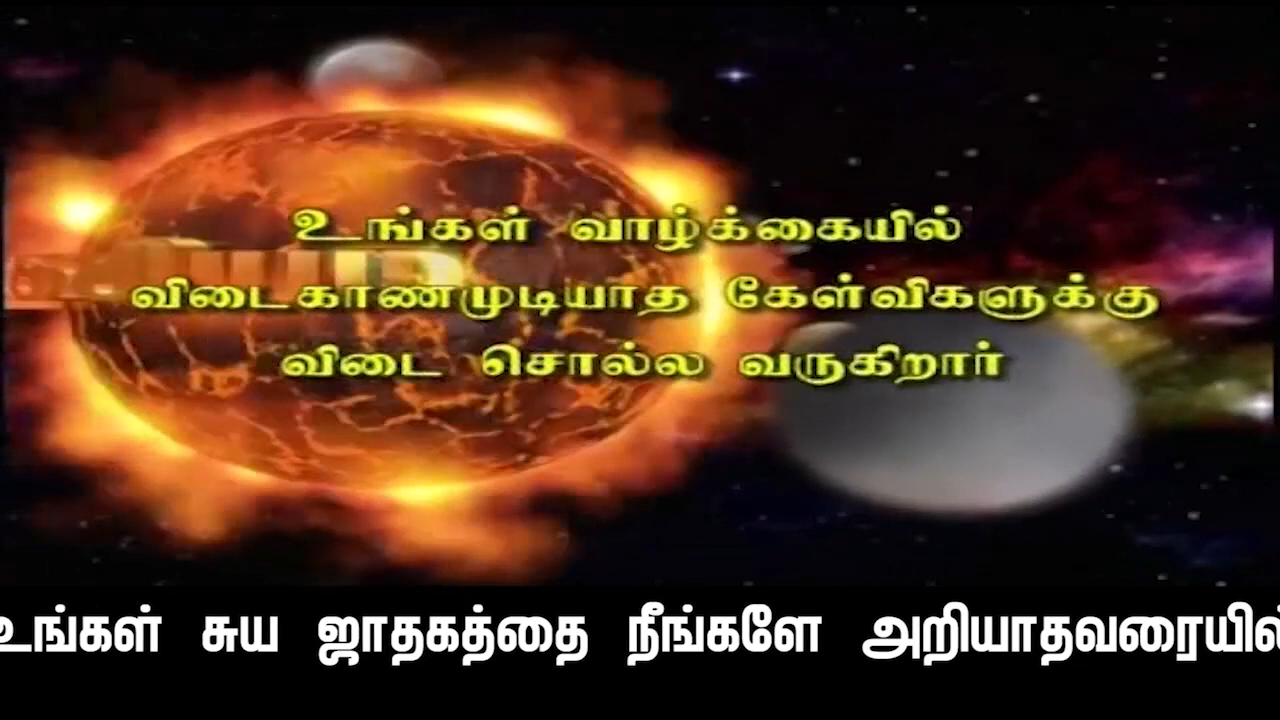 உங்கள் வாழ்க்கையில்
விடைகாணமுடியாத கேள்விகளுக்கு
விடை சொல்ல வருகிறார்
உங்கள் சுய ஜாதகத்தை நீங்களே அறியாதவரையில்